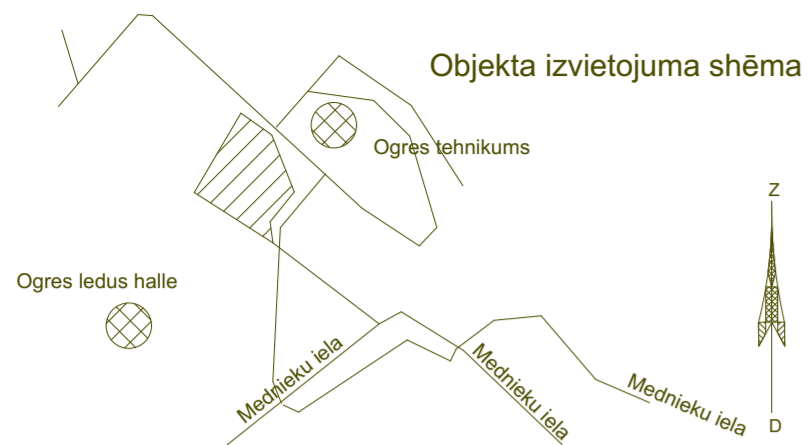 Objekta izvietojuma shēma
Ogres tehnikums
Z
Ogres ledus halle
Mednieku iela
Mednieku iela
Mednieku iela
D